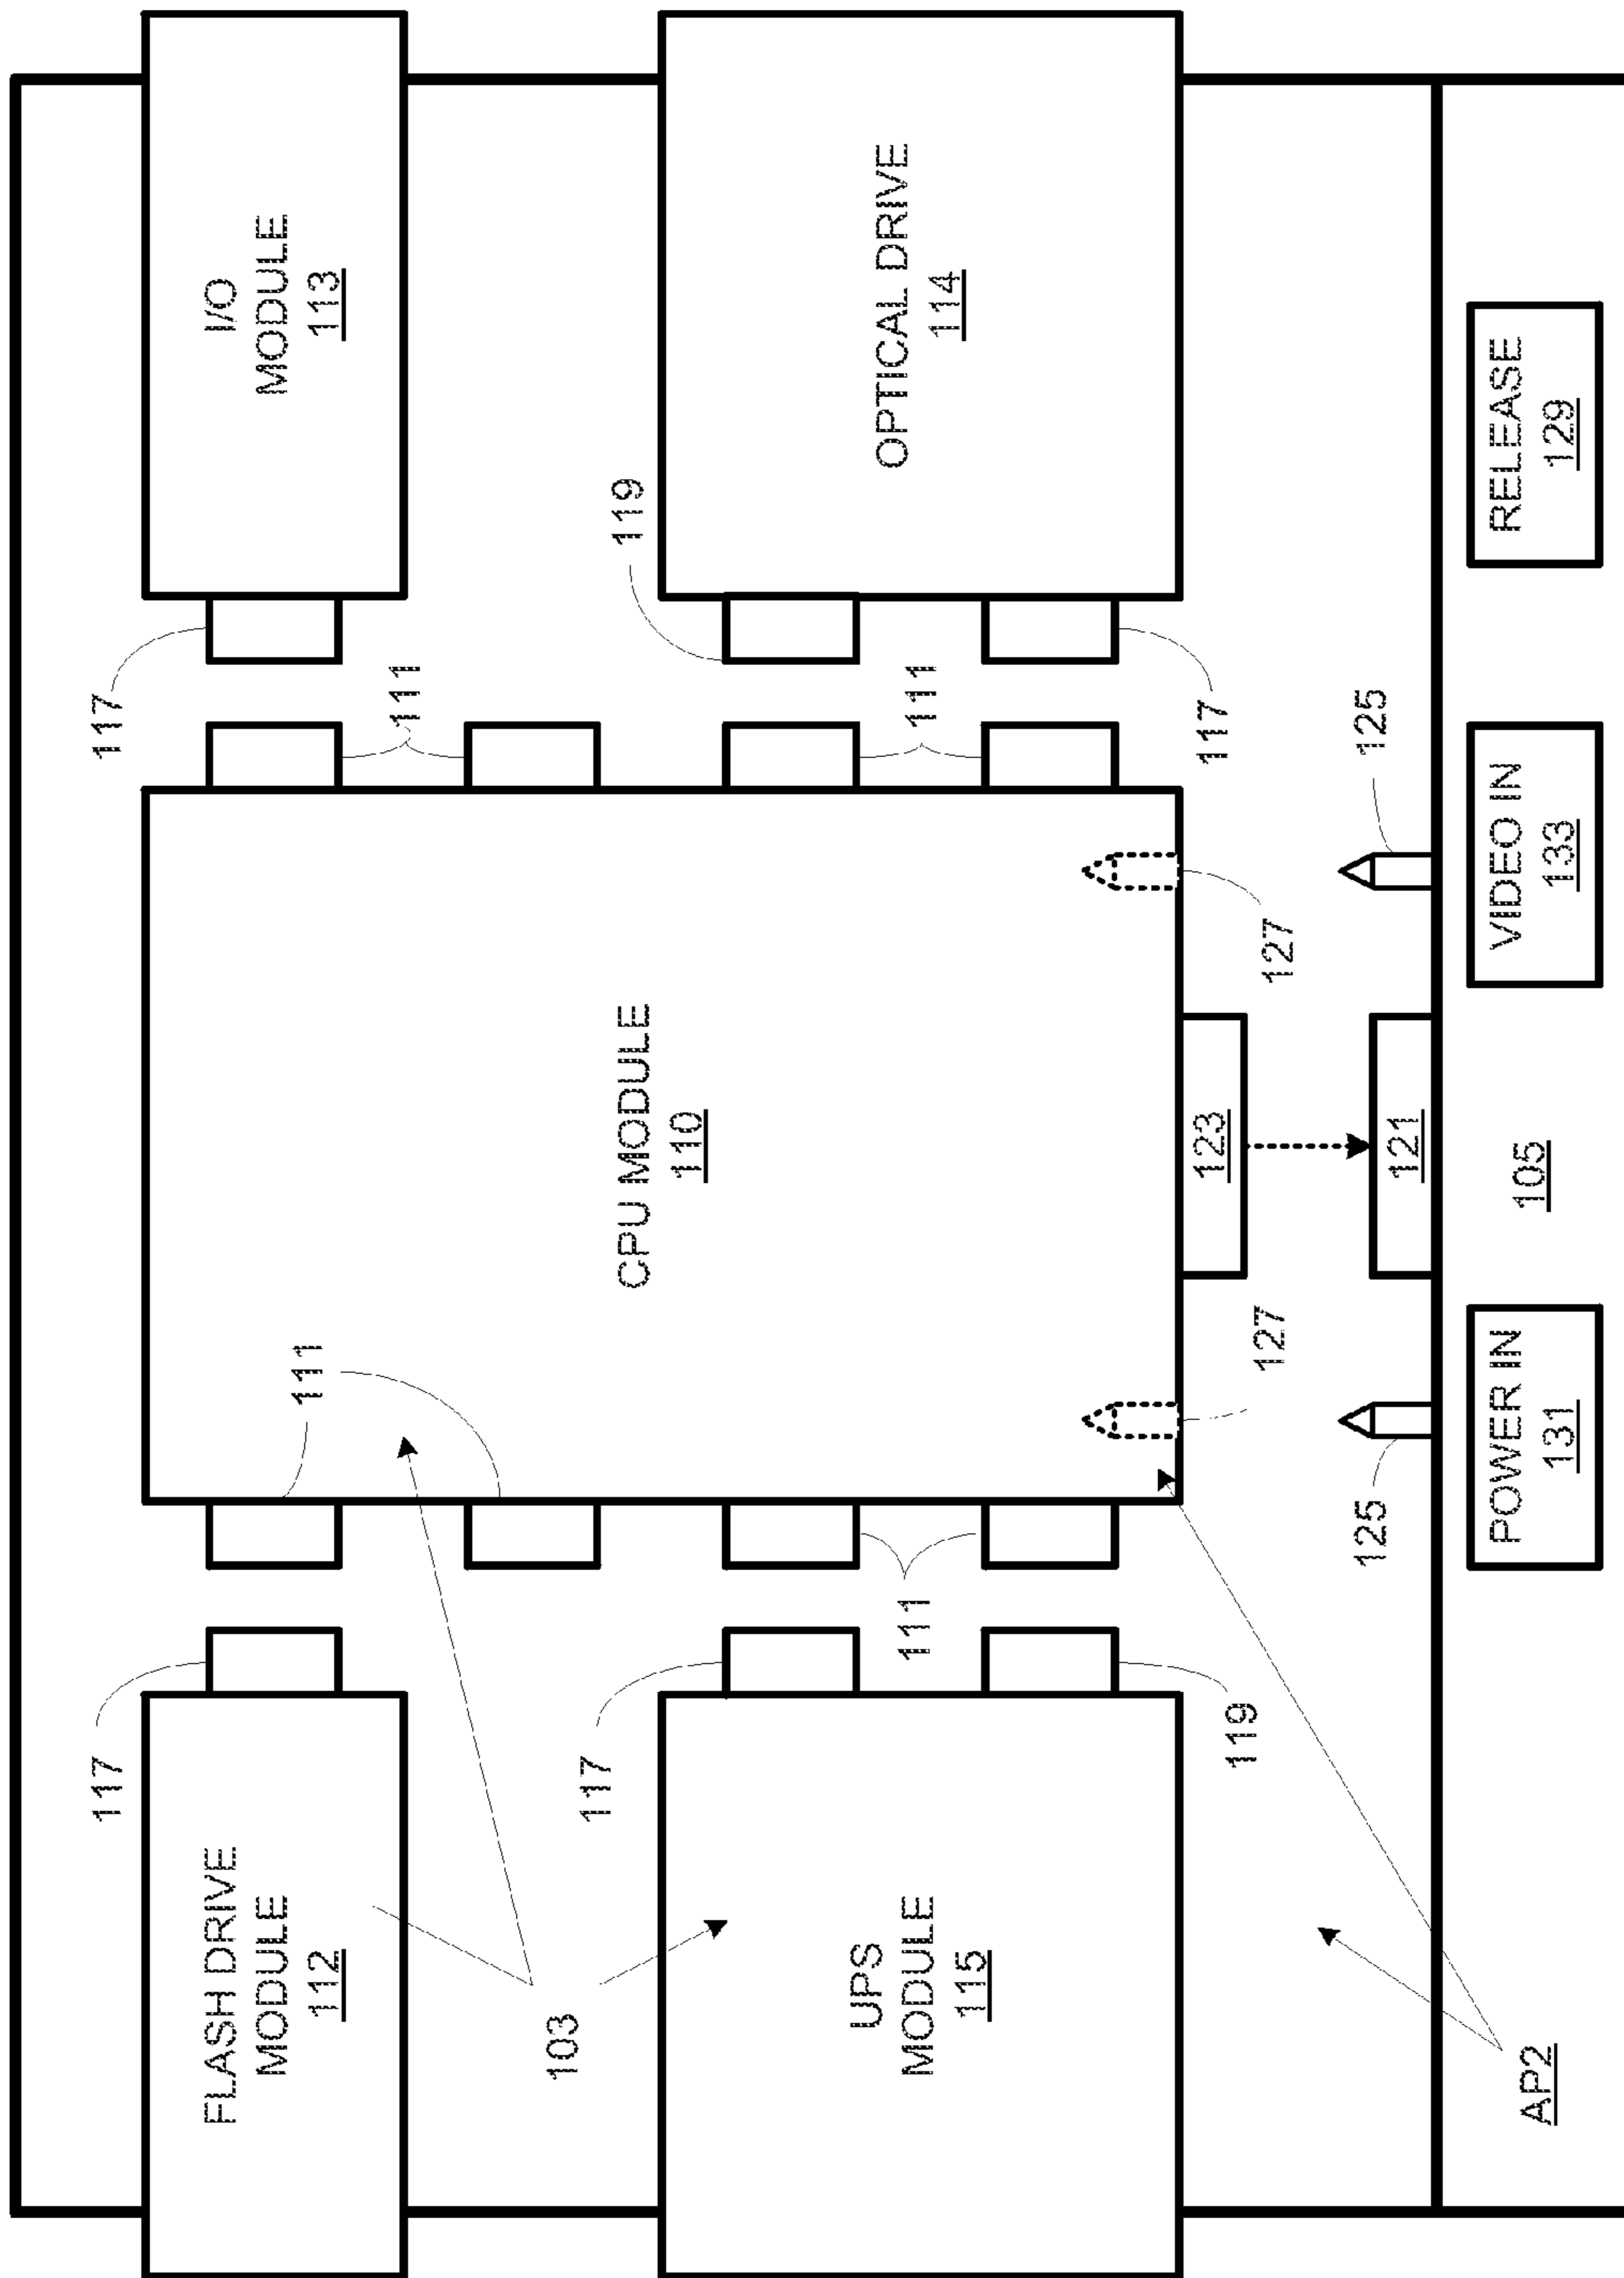 FLASH DRIVE
MODULE
112
117
111
117
I/O
MODULE
113
111
103
CPU MODULE
110
119
UPS
MODULE
115
117
111
111
OPTICAL DRIVE
114
119
127
123
127
117
125
121
125
AP2
POWER IN
131
105
VIDEO IN
133
RELEASE
129